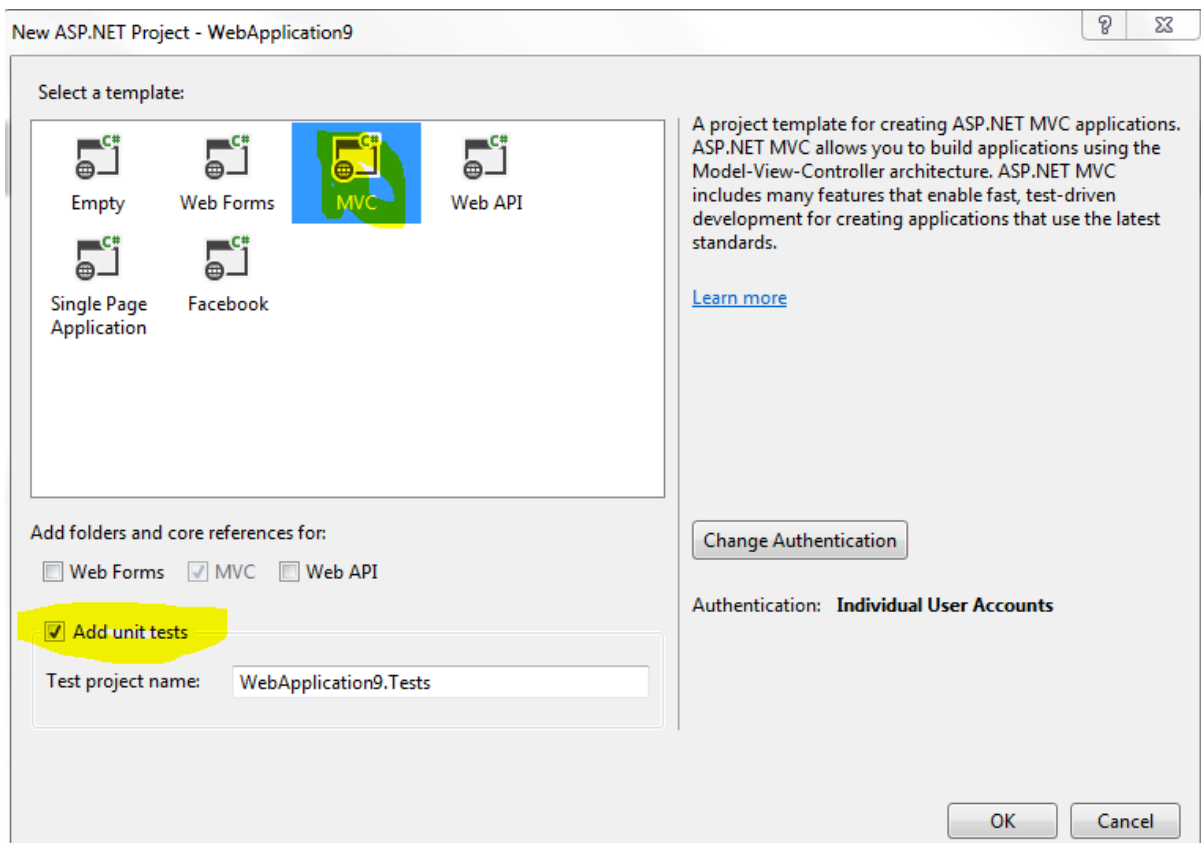 New ASP.NET Project - WebApplication9
Select a template:
C# C# C# C#
Empty Web Forms MVC Web API
C# C#
Single Page Facebook
Application
A project template for creating ASP.NET MVC applications.
ASP.NET MVC allows you to build applications using the
Model-View-Controller architecture. ASP.NET MVC
includes many features that enable fast, test-driven
development for creating applications that use the latest
standards.
Learn more
Add folders and core references for:
Web Forms MVC Web API
Change Authentication
Authentication: Individual User Accounts
Add unit tests
Test project name: WebApplication9.Tests
OK Cancel